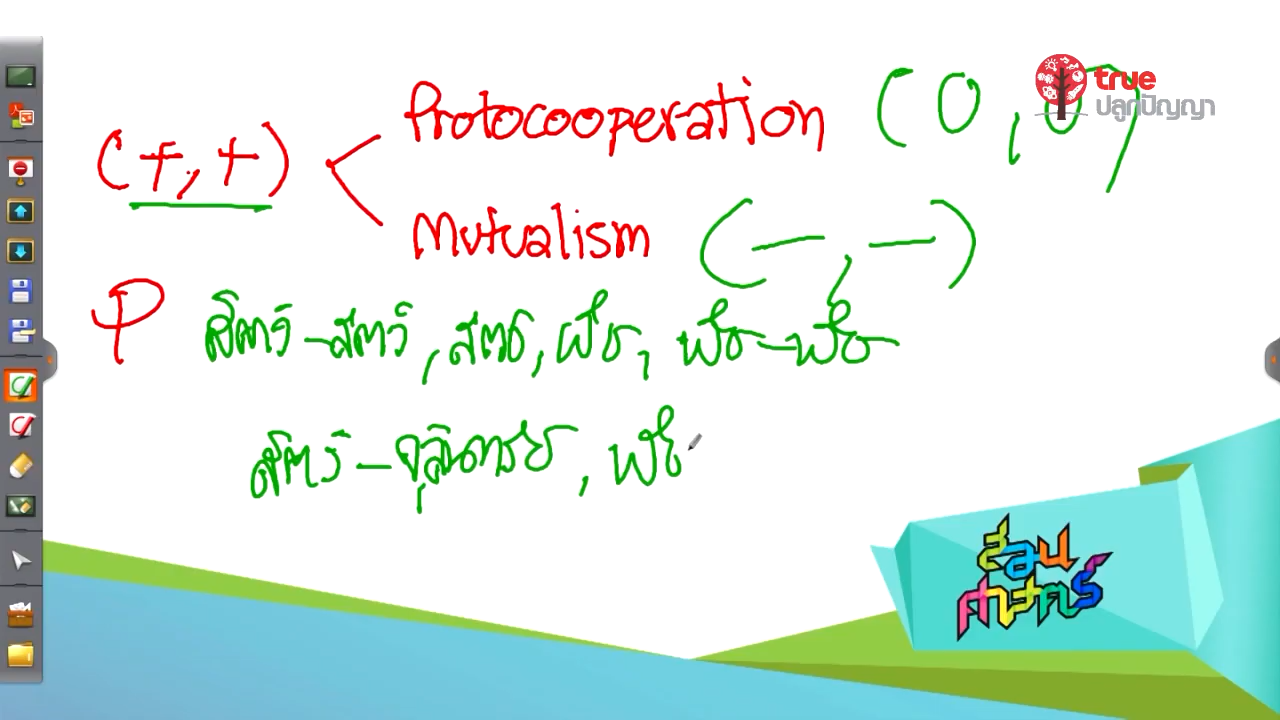 true
ปลูกปัญญา
Protocooperation (0,0)
(+,+)
Mutualism (—,—)
P สัตว์-สัตว์, สัตว์, พืช, พืช-พืช
สัตว์-จุลินทรีย์, พืช
สอน
ศาสตร์